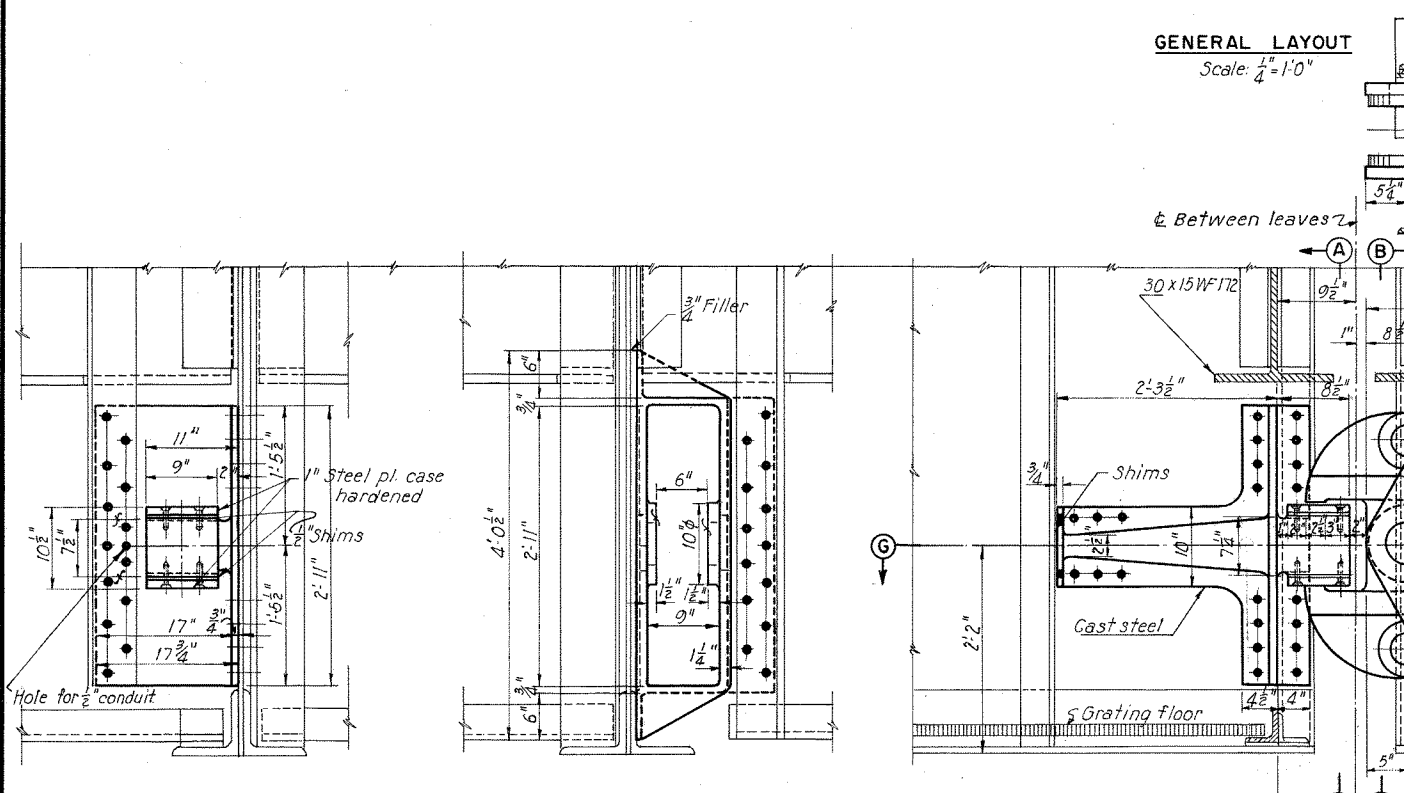 GENERAL LAYOUT
Scale: 1/4" = 1'-0"
5 1/4"
℄ Between leaves
A
B
30 x 15 WF 172
9 1/2"
1"
3/4" Filler
6"
2'-3 1/2"
8 1/2"
3/4"
11"
9"
2"
1'-5 1/2"
1" Steel pl. case
hardened
1/2" Shims
10 1/2"
7 1/2"
f
f
2'-11"
1'-5 1/2"
17"
3/4"
17 3/4"
Hole for 1/2" conduit
4'-0 1/2"
2'-11"
6"
10"φ
f
1 1/2"
1 1/2"
9"
1 1/4"
3/4"
6"
3/4"
Shims
G
2 1/2"
10"
7 1/4"
1"
2"
Cast steel
2'-2"
4 1/2"
4"
Grating floor
5"